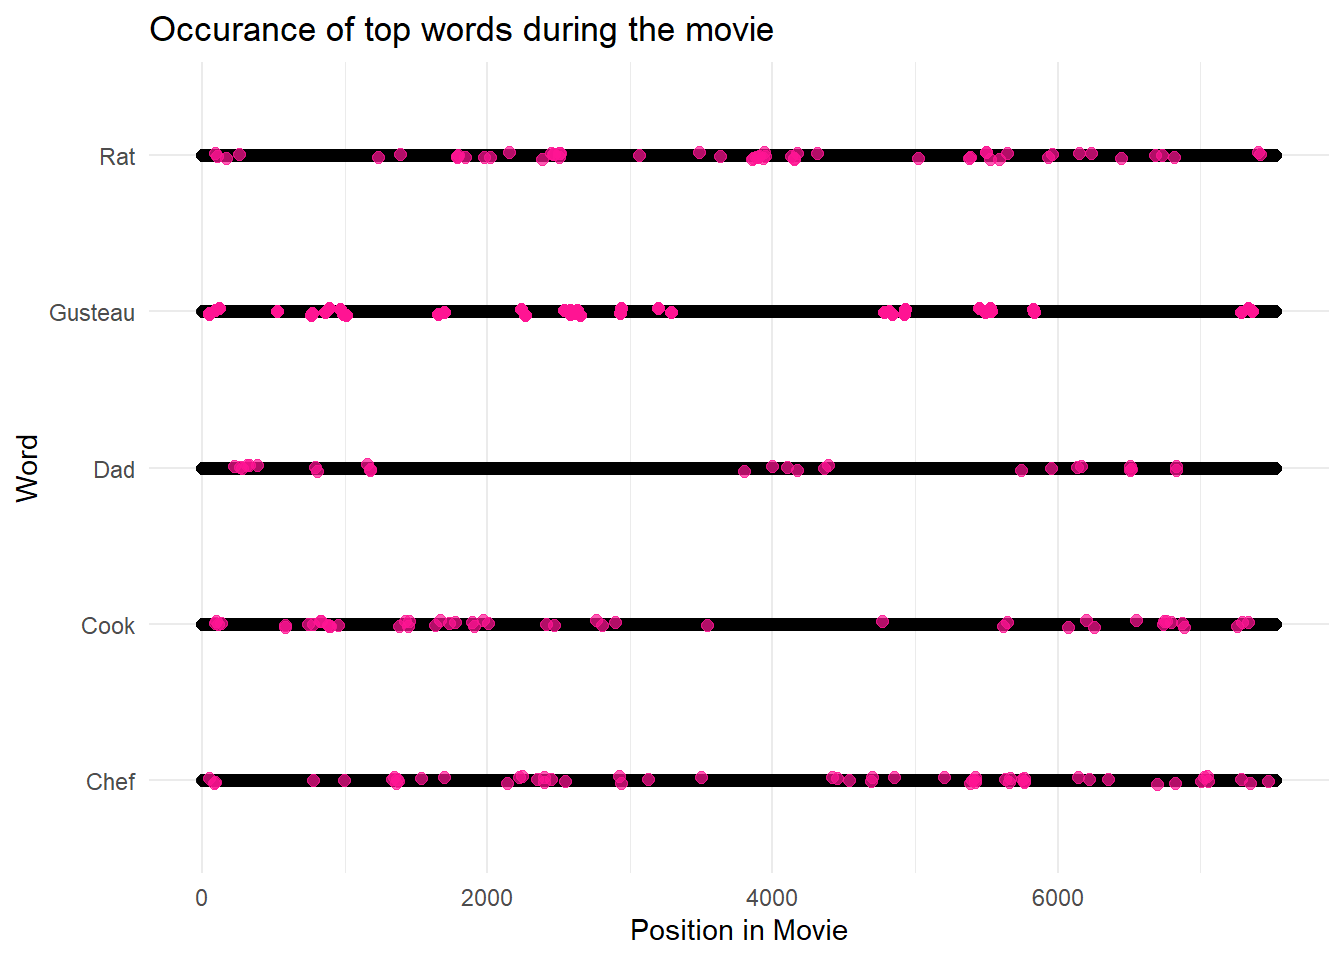 Occurance of top words during the movie
Rat
Gusteau
Dad
Cook
Chef
Word
0 2000 4000 6000
Position in Movie